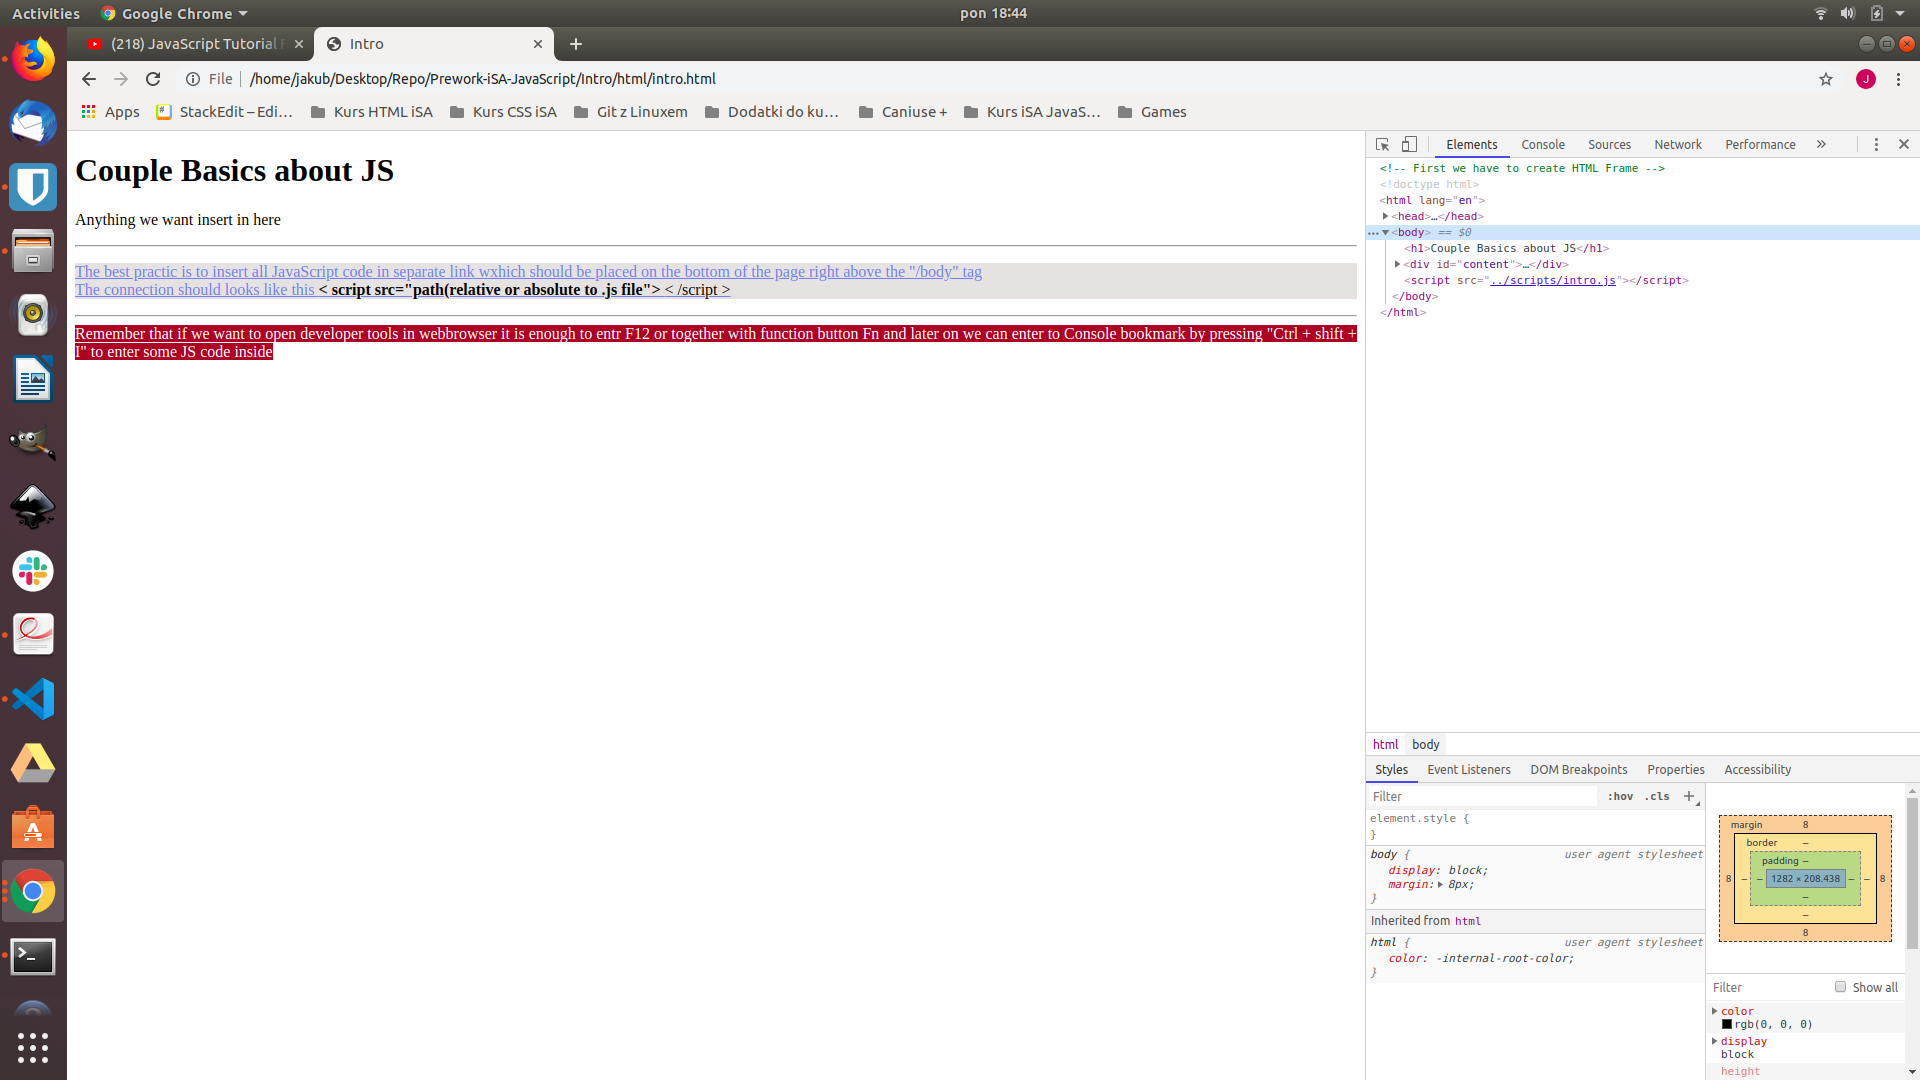 Activities Google Chrome pon 18:44
(218) JavaScript Tutorial Intro
File /home/jakub/Desktop/Repo/Prework-iSA-JavaScript/Intro/html/intro.html J
Apps StackEdit – Edi… Kurs HTML iSA Kurs CSS iSA Git z Linuxem Dodatki do ku… Caniuse + Kurs iSA JavaS… Games
Couple Basics about JS
Anything we want insert in here
The best practic is to insert all JavaScript code in separate link wxhich should be placed on the bottom of the page right above the "/body" tag
The connection should looks like this < script src="path(relative or absolute to .js file"> < /script >
Remember that if we want to open developer tools in webbrowser it is enough to entr F12 or together with function button Fn and later on we can enter to Console bookmark by pressing "Ctrl + shift +
I" to enter some JS code inside
Elements Console Sources Network Performance »
<!-- First we have to create HTML Frame -->
<!doctype html>
<html lang="en">
<head>…</head>
<body> == $0
<h1>Couple Basics about JS</h1>
<div id="content">…</div>
<script src="../scripts/intro.js"></script>
</body>
</html>
html body
Styles Event Listeners DOM Breakpoints Properties Accessibility
Filter :hov .cls +
element.style {
}
body { user agent stylesheet
display: block;
margin: 8px;
}
Inherited from html
html { user agent stylesheet
color: -internal-root-color;
}
margin 8
border –
padding –
8 – – 1282 × 208.438 – – 8
–
–
8
Filter Show all
color
rgb(0, 0, 0)
display
block
height